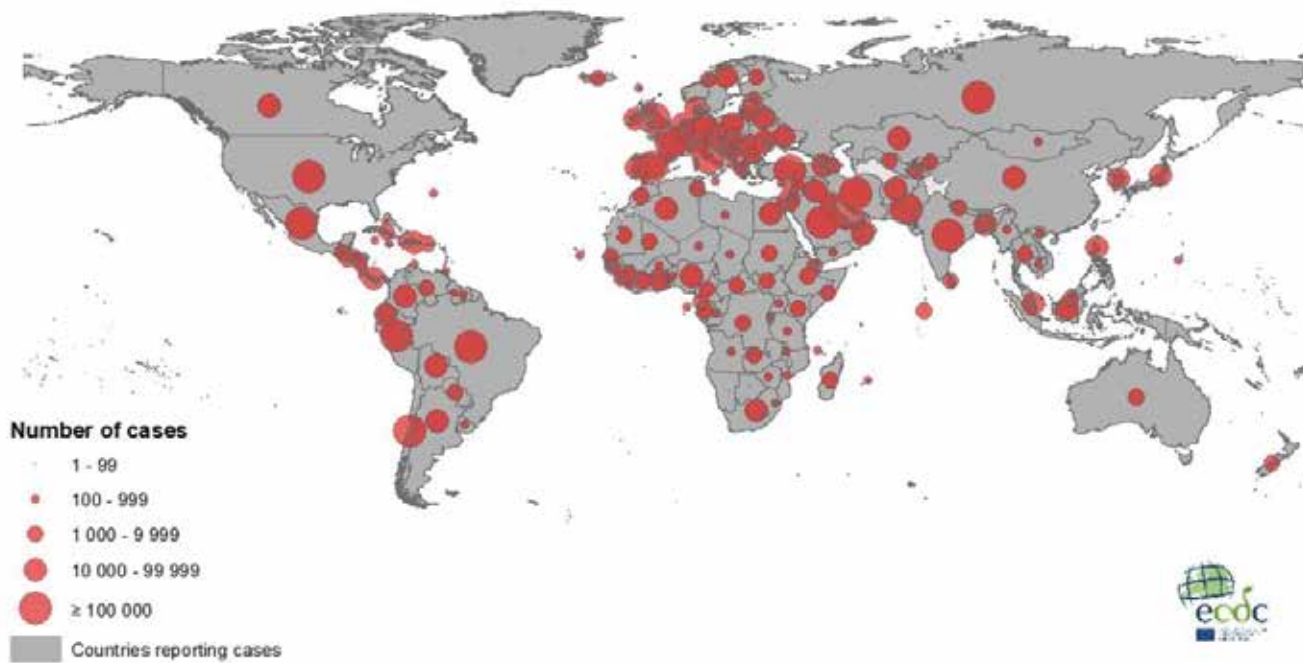 Number of cases
1 - 99
100 - 999
1 000 - 9 999
10 000 - 99 999
≥ 100 000
Countries reporting cases
ecdc